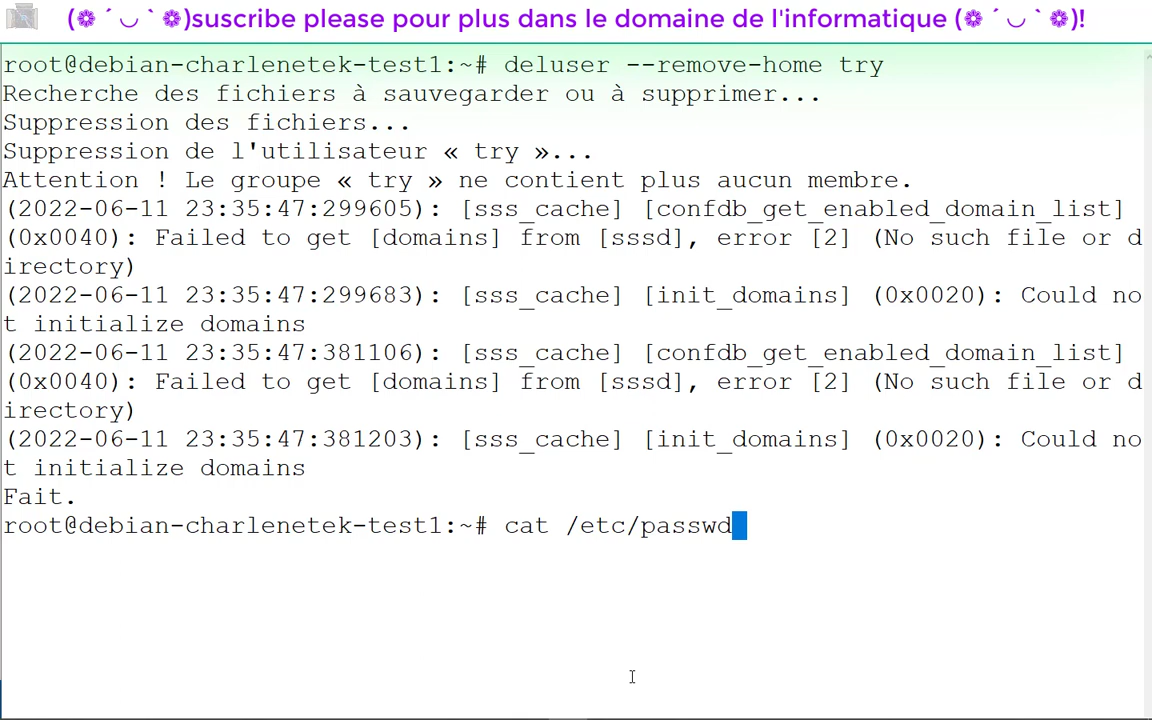 (❁´◡`❁)suscribe please pour plus dans le domaine de l'informatique (❁´◡`❁)!
root@debian-charlenetek-test1:~# deluser --remove-home try
Recherche des fichiers à sauvegarder ou à supprimer...
Suppression des fichiers...
Suppression de l'utilisateur « try »...
Attention ! Le groupe « try » ne contient plus aucun membre.
(2022-06-11 23:35:47:299605): [sss_cache] [confdb_get_enabled_domain_list]
(0x0040): Failed to get [domains] from [sssd], error [2] (No such file or d
irectory)
(2022-06-11 23:35:47:299683): [sss_cache] [init_domains] (0x0020): Could no
t initialize domains
(2022-06-11 23:35:47:381106): [sss_cache] [confdb_get_enabled_domain_list]
(0x0040): Failed to get [domains] from [sssd], error [2] (No such file or d
irectory)
(2022-06-11 23:35:47:381203): [sss_cache] [init_domains] (0x0020): Could no
t initialize domains
Fait.
root@debian-charlenetek-test1:~# cat /etc/passwd